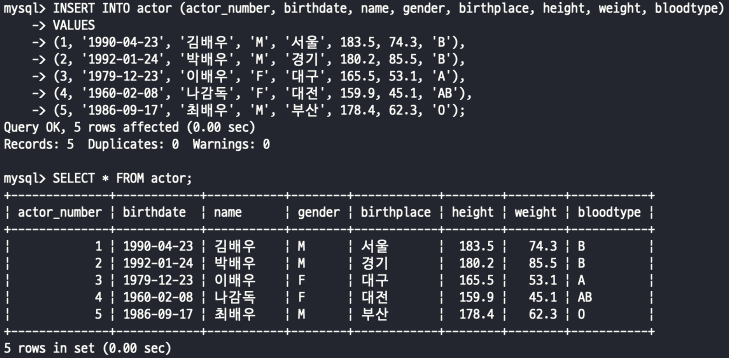 mysql> INSERT INTO actor (actor_number, birthdate, name, gender, birthplace, height, weight, bloodtype)
    -> VALUES
    -> (1, '1990-04-23', '김배우', 'M', '서울', 183.5, 74.3, 'B'),
    -> (2, '1992-01-24', '박배우', 'M', '경기', 180.2, 85.5, 'B'),
    -> (3, '1979-12-23', '이배우', 'F', '대구', 165.5, 53.1, 'A'),
    -> (4, '1960-02-08', '나감독', 'F', '대전', 159.9, 45.1, 'AB'),
    -> (5, '1986-09-17', '최배우', 'M', '부산', 178.4, 62.3, 'O');
Query OK, 5 rows affected (0.00 sec)
Records: 5  Duplicates: 0  Warnings: 0

mysql> SELECT * FROM actor;
+--------------+------------+-----------+--------+------------+--------+--------+-----------+
| actor_number | birthdate  | name      | gender | birthplace | height | weight | bloodtype |
+--------------+------------+-----------+--------+------------+--------+--------+-----------+
|            1 | 1990-04-23 | 김배우    | M      | 서울       |  183.5 |   74.3 | B         |
|            2 | 1992-01-24 | 박배우    | M      | 경기       |  180.2 |   85.5 | B         |
|            3 | 1979-12-23 | 이배우    | F      | 대구       |  165.5 |   53.1 | A         |
|            4 | 1960-02-08 | 나감독    | F      | 대전       |  159.9 |   45.1 | AB        |
|            5 | 1986-09-17 | 최배우    | M      | 부산       |  178.4 |   62.3 | O         |
+--------------+------------+-----------+--------+------------+--------+--------+-----------+
5 rows in set (0.00 sec)